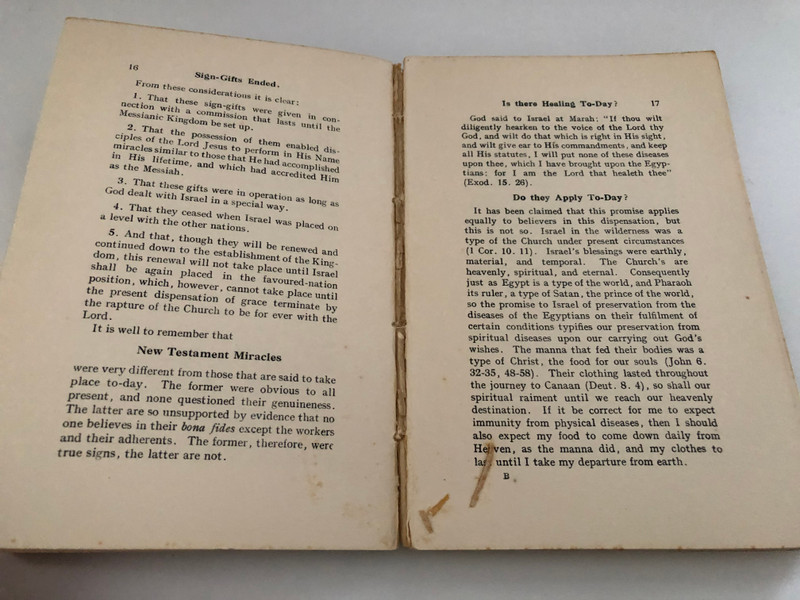 16
Sign-Gifts Ended.
From these considerations it is clear:
1. That these sign-gifts were given in con-
nection with a commission that lasts until the
Messianic Kingdom be set up.
2. That the possession of them enabled dis-
ciples of the Lord Jesus to perform in His Name
miracles similar to those that He had accomplished
in His lifetime, and which had accredited Him
as the Messiah.
3. That these gifts were in operation as long as
God dealt with Israel in a special way.
4. That they ceased when Israel was placed on
a level with the other nations.
5. And that, though they will be renewed and
continued down to the establishment of the King-
dom, this renewal will not take place until Israel
shall be again placed in the favoured-nation
position, which, however, cannot take place until
the present dispensation of grace terminate by
the rapture of the Church to be for ever with the
Lord.
It is well to remember that
New Testament Miracles
were very different from those that are said to take
place to-day. The former were obvious to all
present, and none questioned their genuineness.
The latter are so unsupported by evidence that no
one believes in their bona fides except the workers
and their adherents. The former, therefore, were
true signs, the latter are not.
Is there Healing To-Day? 17
God said to Israel at Marah: "If thou wilt
diligently hearken to the voice of the Lord thy
God, and wilt do that which is right in His sight,
and wilt give ear to His commandments, and keep
all His statutes, I will put none of these diseases
upon thee, which I have brought upon the Egyp-
tians: for I am the Lord that healeth thee"
(Exod. 15. 26).
Do they Apply To-Day?
It has been claimed that this promise applies
equally to believers in this dispensation, but
this is not so. Israel in the wilderness was a
type of the Church under present circumstances
(1 Cor. 10. 11). Israel's blessings were earthly,
material, and temporal. The Church's are
heavenly, spiritual, and eternal. Consequently
just as Egypt is a type of the world, and Pharaoh
its ruler, a type of Satan, the prince of the world,
so the promise to Israel of preservation from the
diseases of the Egyptians on their fulfilment of
certain conditions typifies our preservation from
spiritual diseases upon our carrying out God's
wishes. The manna that fed their bodies was a
type of Christ, the food for our souls (John 6.
32-35, 48-58). Their clothing lasted throughout
the journey to Canaan (Deut. 8. 4), so shall our
spiritual raiment until we reach our heavenly
destination. If it be correct for me to expect
immunity from physical diseases, then I should
also expect my food to come down daily from
Heaven, as the manna did, and my clothes to
last until I take my departure from earth.
B